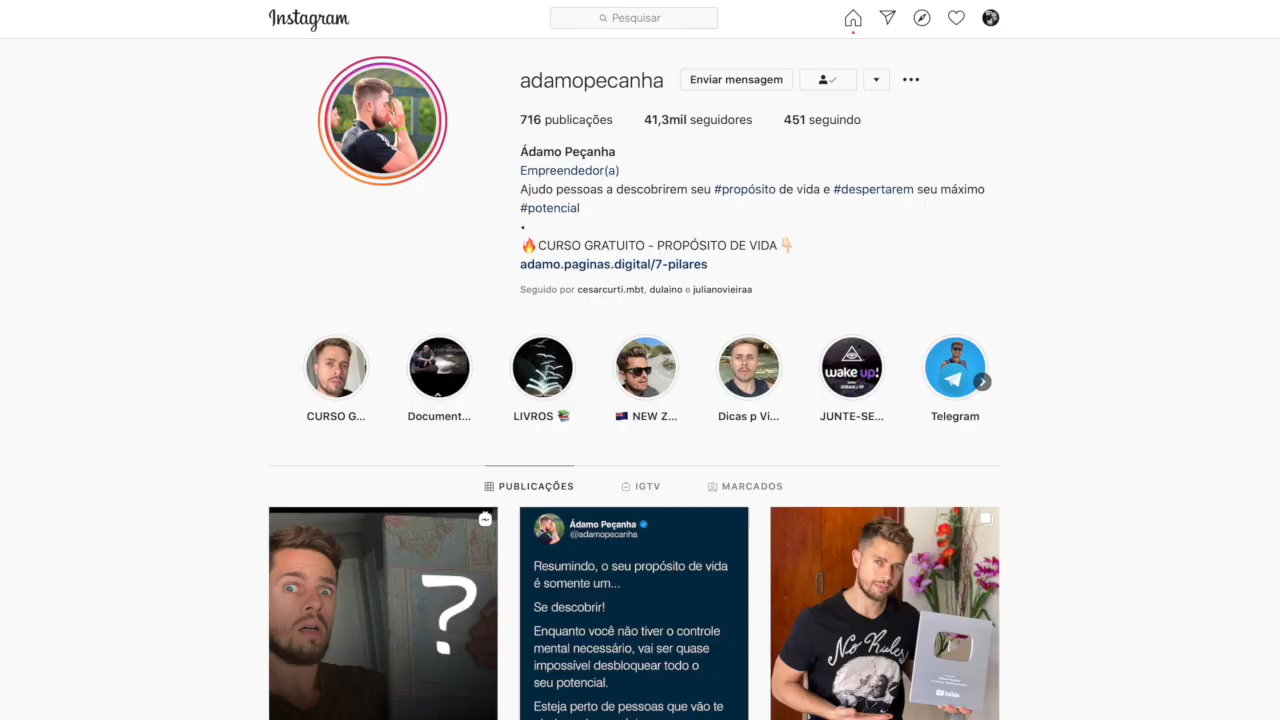 Instagram
Pesquisar
adamopecanha
Enviar mensagem
716 publicações
41,3mil seguidores
451 seguindo
Ádamo Peçanha
Empreendedor(a)
Ajudo pessoas a descobrirem seu #propósito de vida e #despertarem seu máximo
#potencial
•
🔥CURSO GRATUITO - PROPÓSITO DE VIDA👇🏻
adamo.paginas.digital/7-pilares
Seguido por cesarcurti.mbt, dulaino e julianovieiraa
wake up!
CURSO G...
Document...
LIVROS 📚
🇳🇿 NEW Z...
Dicas p Vi...
JUNTE-SE...
Telegram
PUBLICAÇÕES
IGTV
MARCADOS
?
Ádamo Peçanha
@adamopecanha
Resumindo, o seu propósito de vida
é somente um...
Se descobrir!
Enquanto você não tiver o controle
mental necessário, vai ser quase
impossível desbloquear todo o
seu potencial.
Esteja perto de pessoas que vão te
No Rules
YouTube